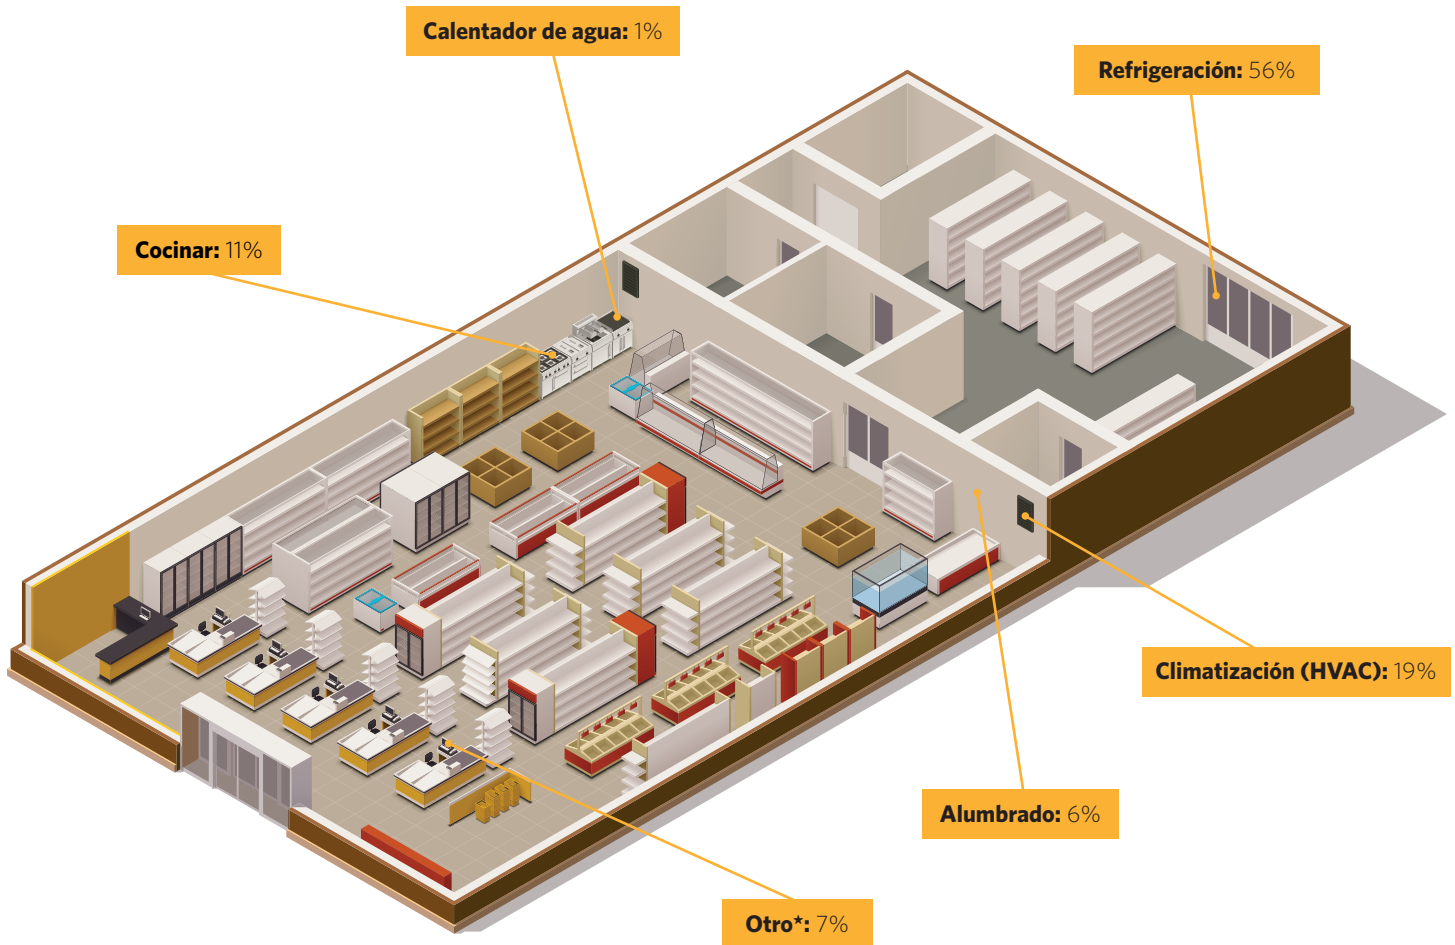 Calentador de agua: 1%
Refrigeración: 56%
Cocinar: 11%
Climatización (HVAC): 19%
Alumbrado: 6%
Otro*: 7%